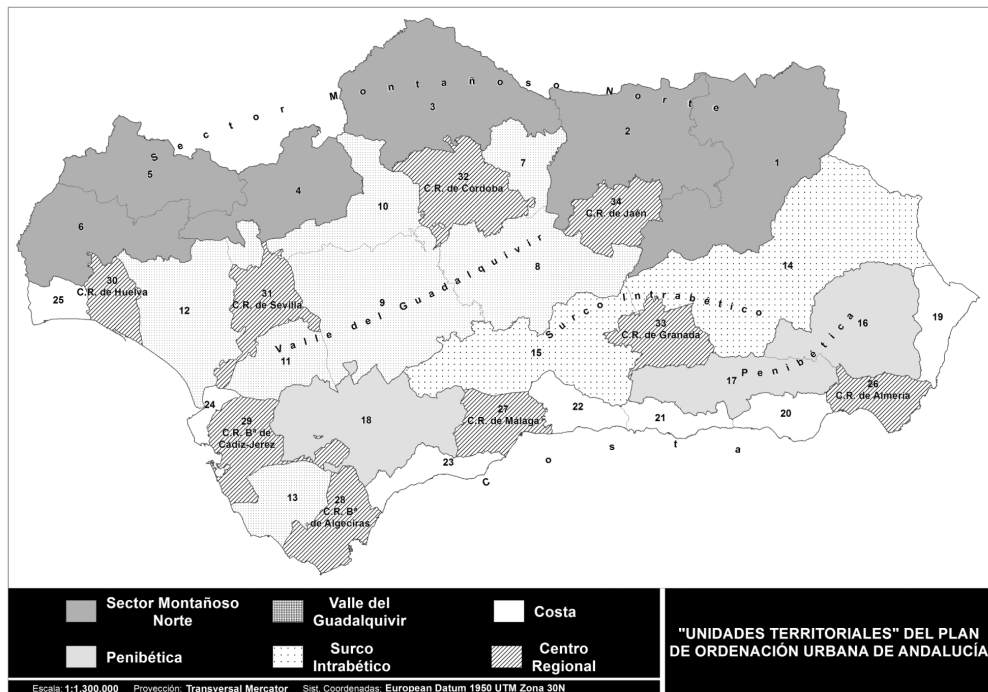 Sector Montañoso Norte
3
2
1
7
32
C.R. de Córdoba
5
4
10
34
C.R. de Jaén
6
8
14
30
C.R. de Huelva
25
12
31
C.R. de Sevilla
9
Valle del Guadalquivir
Surco Intrabético
33
C.R. de Granada
16
19
11
15
Penibética
17
26
C.R. de Almería
24
29
C.R. Bª de
Cádiz-Jerez
18
27
C.R. de Málaga
22
21
20
23
Costa
13
28
C.R. Bª
de Algeciras
Sector Montañoso
Norte
Valle del
Guadalquivir
Costa
Penibética
Surco
Intrabético
Centro
Regional
"UNIDADES TERRITORIALES" DEL PLAN
DE ORDENACIÓN URBANA DE ANDALUCÍA
Escala: 1:1.300.000 Proyección: Transversal Mercator Sist. Coordenadas: European Datum 1950 UTM Zona 30N